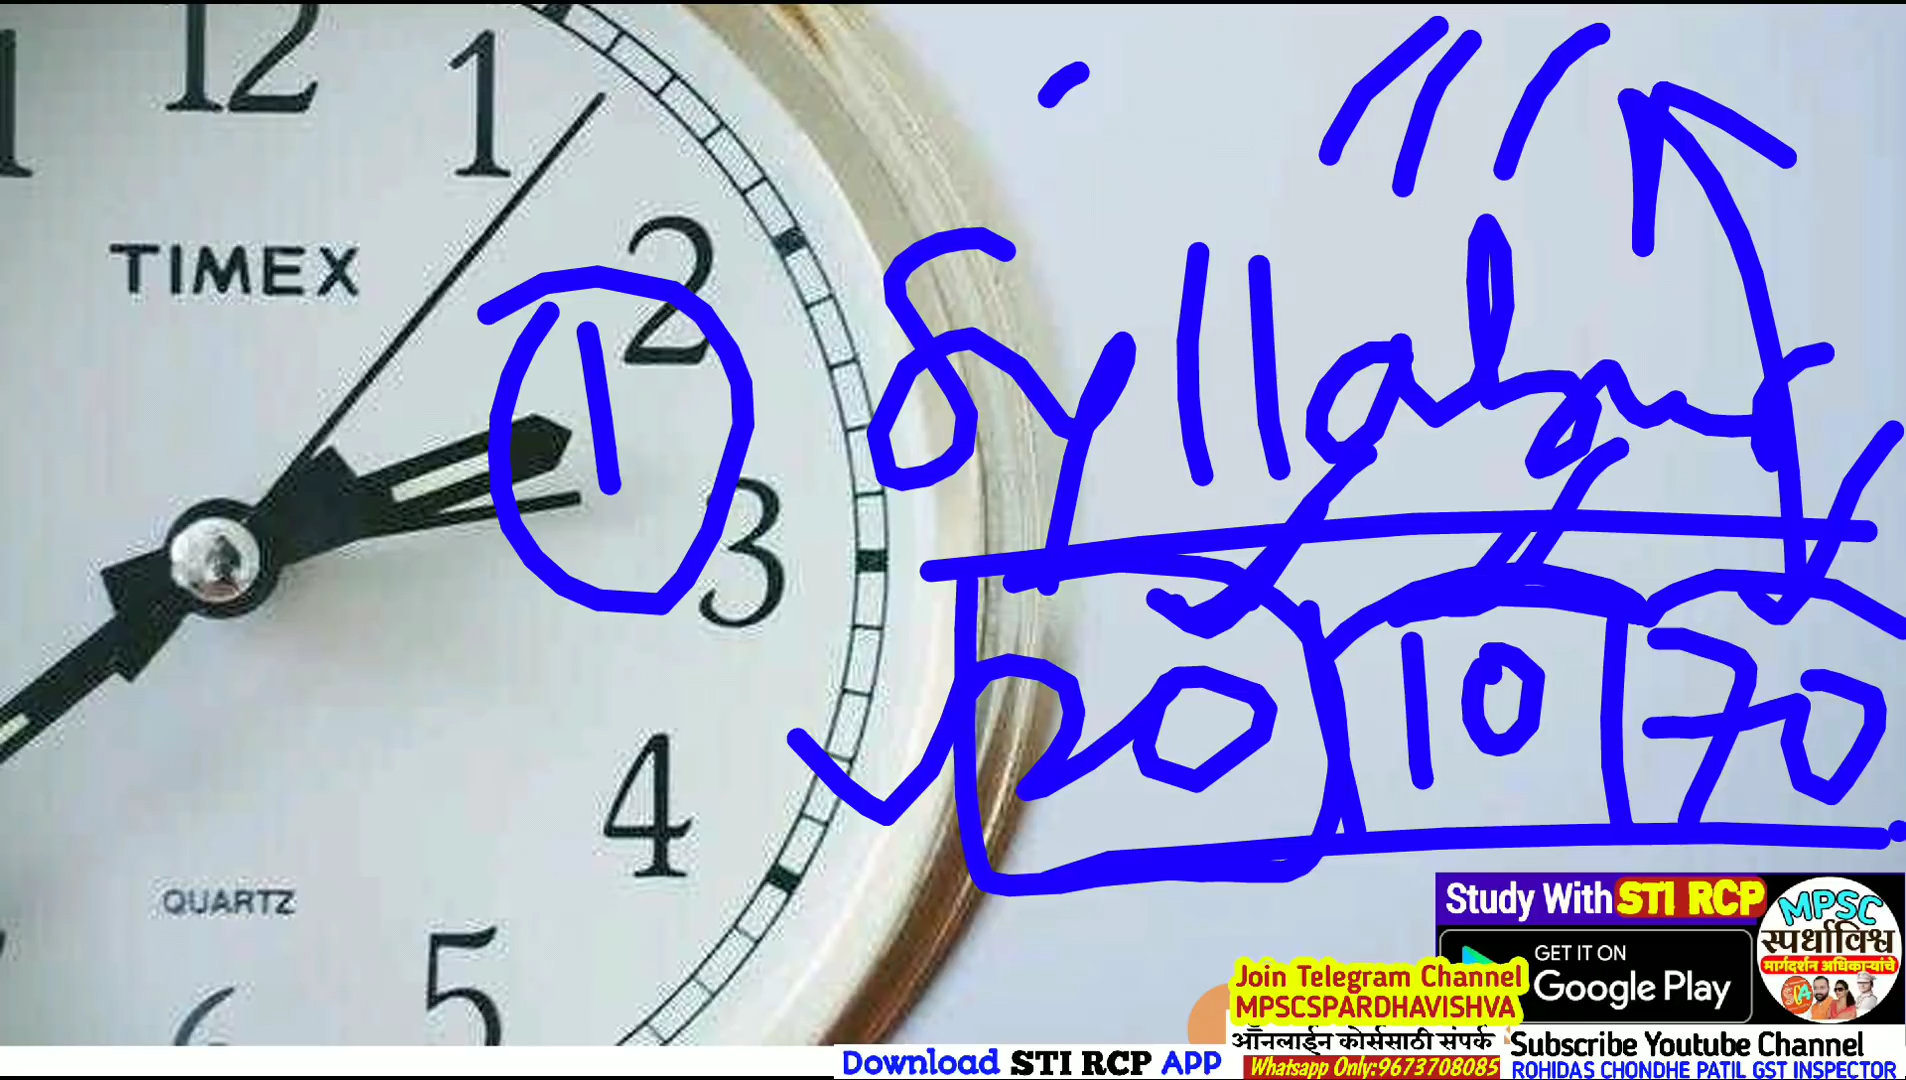 12
1
2
TIMEX
1
Syllabus
3
20 10 70
4
QUARTZ
5
6
Study With STI RCP
MPSC
स्पर्धाविश्व
मार्गदर्शन अधिकाऱ्यांचे
GET IT ON
Google Play
Join Telegram Channel
MPSCSPARDHAVISHVA
ऑनलाईन कोर्ससाठी संपर्क
Whatsapp Only:9673708085
Subscribe Youtube Channel
ROHIDAS CHONDHE PATIL GST INSPECTOR
Download STI RCP APP